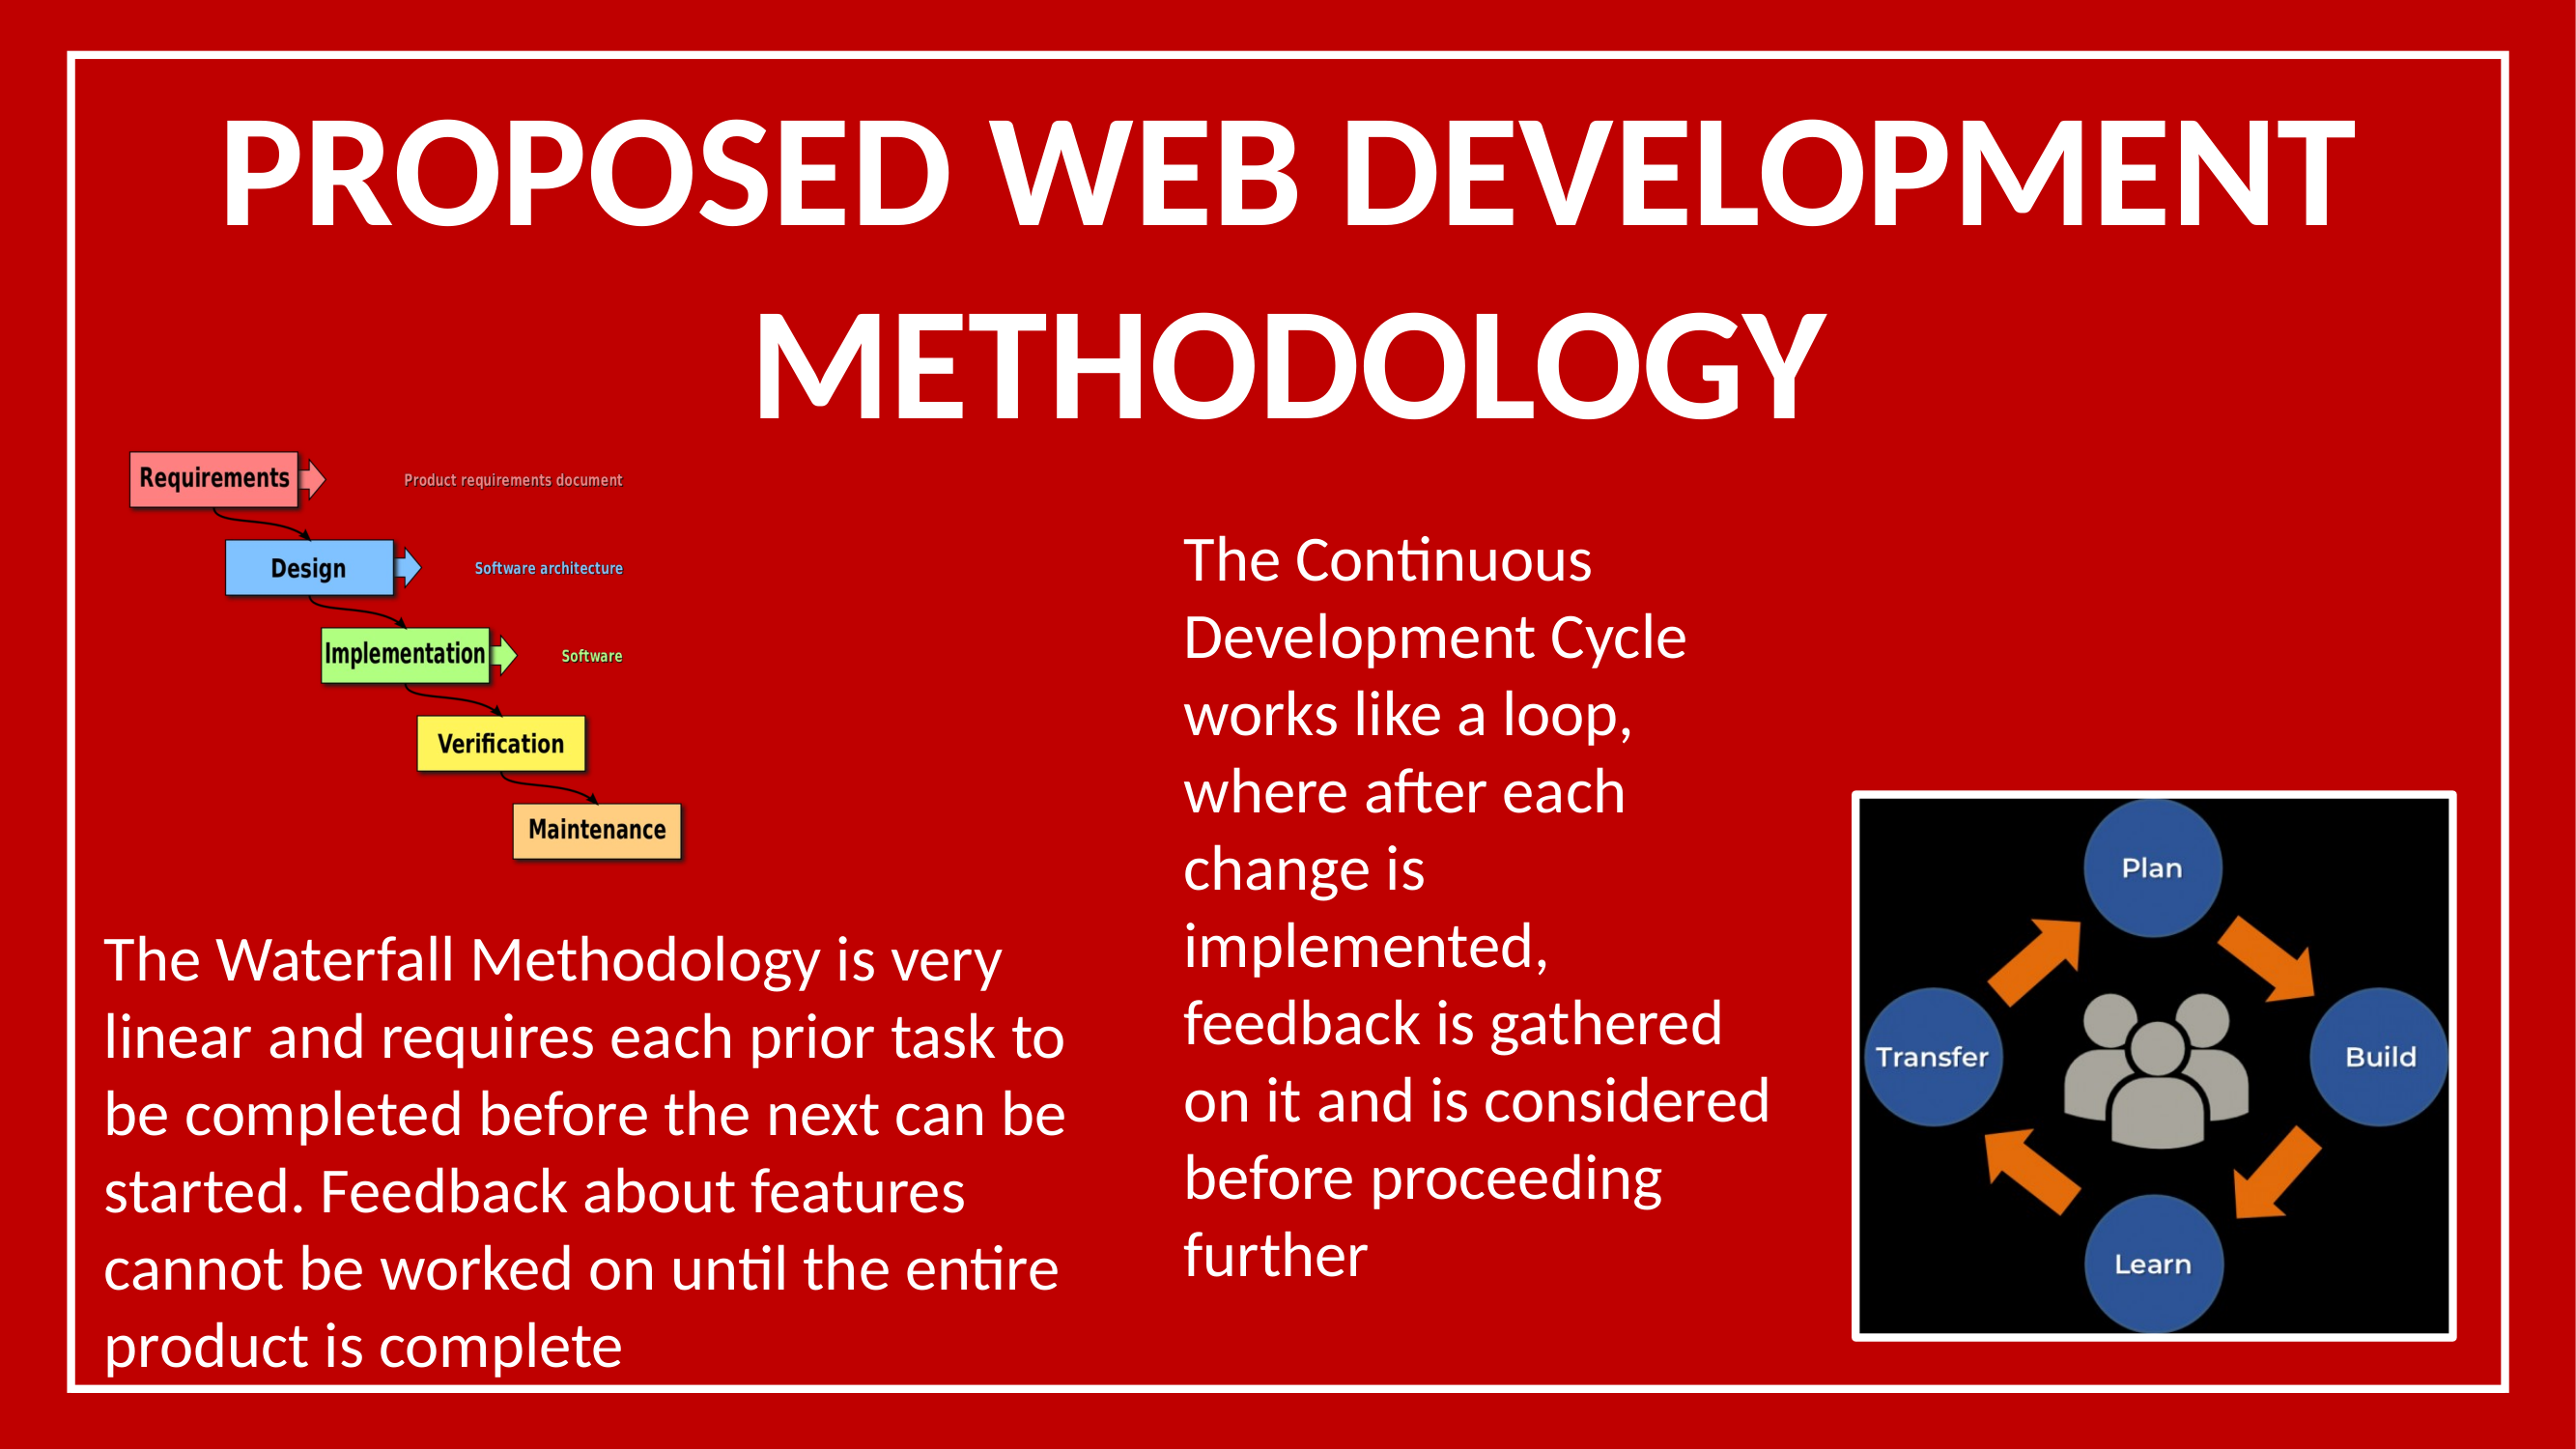 PROPOSED WEB DEVELOPMENT
METHODOLOGY
Requirements
Product requirements document
Design
Software architecture
Implementation
Software
Verification
Maintenance
The Waterfall Methodology is very
linear and requires each prior task to
be completed before the next can be
started. Feedback about features
cannot be worked on until the entire
product is complete
The Continuous
Development Cycle
works like a loop,
where after each
change is
implemented,
feedback is gathered
on it and is considered
before proceeding
further
Plan
Transfer
Build
Learn